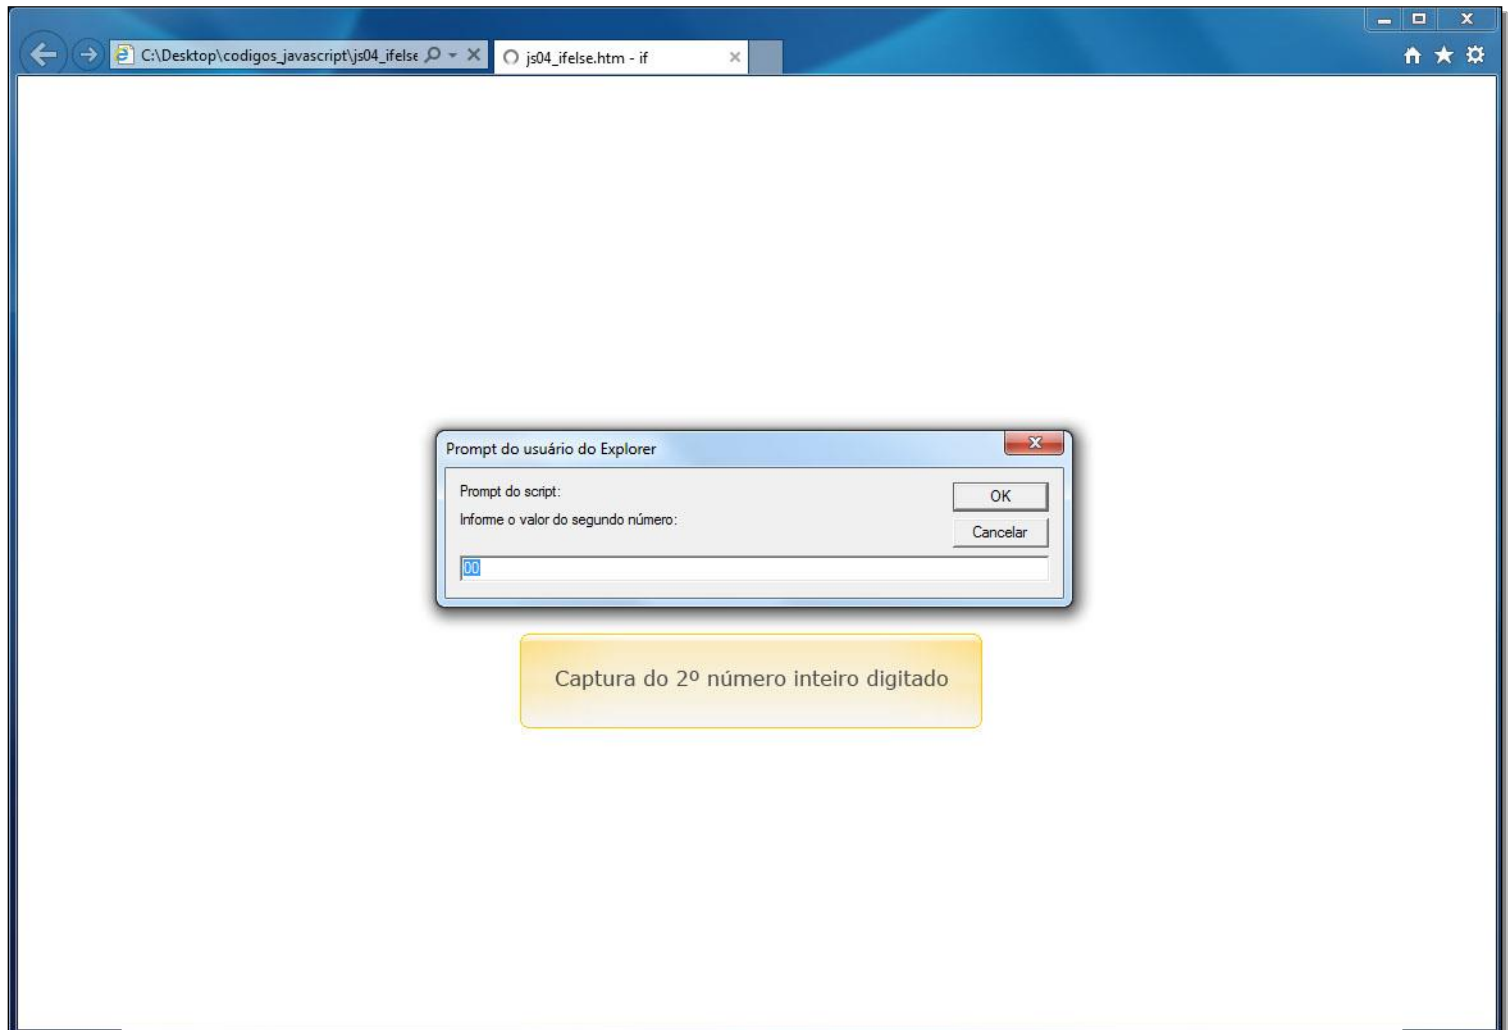 C:\Desktop\codigos_javascript\js04_ifelse
js04_ifelse.htm - if
Prompt do usuário do Explorer
Prompt do script:
OK
Informe o valor do segundo número:
Cancelar
00
Captura do 2º número inteiro digitado